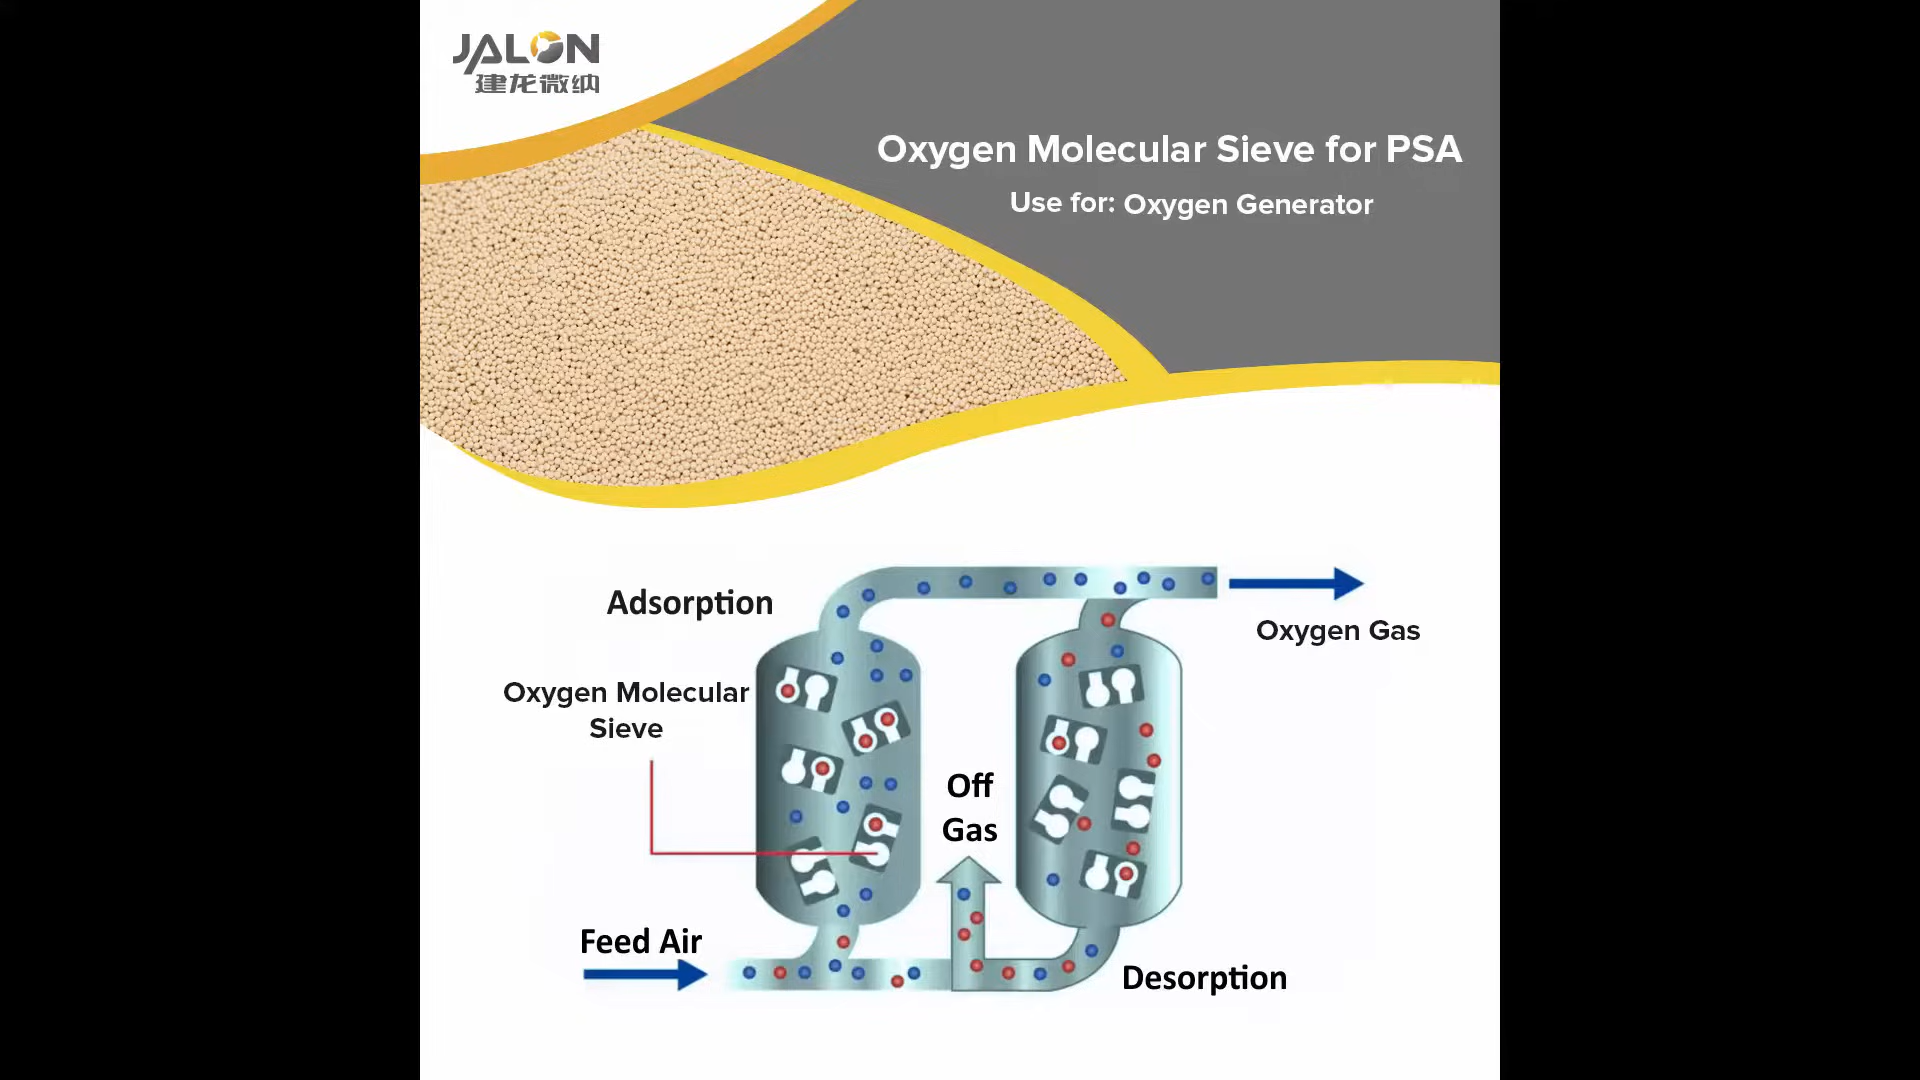 JALON
建龙微纳
Oxygen Molecular Sieve for PSA
Use for: Oxygen Generator
Adsorption
Oxygen Gas
Oxygen Molecular
Sieve
Off
Gas
Feed Air
Desorption